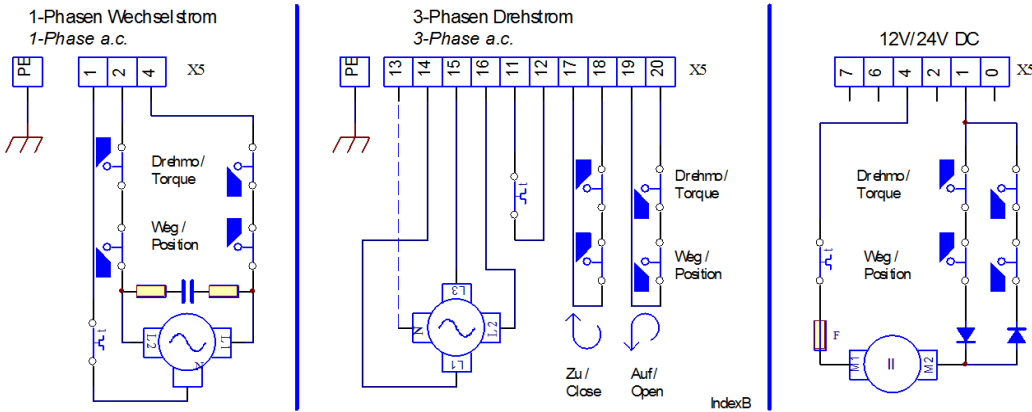 1-Phasen Wechselstrom
1-Phase a.c.
PE
1
2
4
X5
Drehmo/
Torque
Weg /
Position
t
L2
L1
N
3-Phasen Drehstrom
3-Phase a.c.
PE
13
14
15
16
11
12
17
18
19
20
X5
t
Drehmo/
Torque
Weg /
Position
L3
N
L2
L1
Zu /
Close
Auf /
Open
IndexB
12V/24V DC
7
6
4
2
1
0
X5
Drehmo/
Torque
Weg /
Position
t
F
M1
II
M2